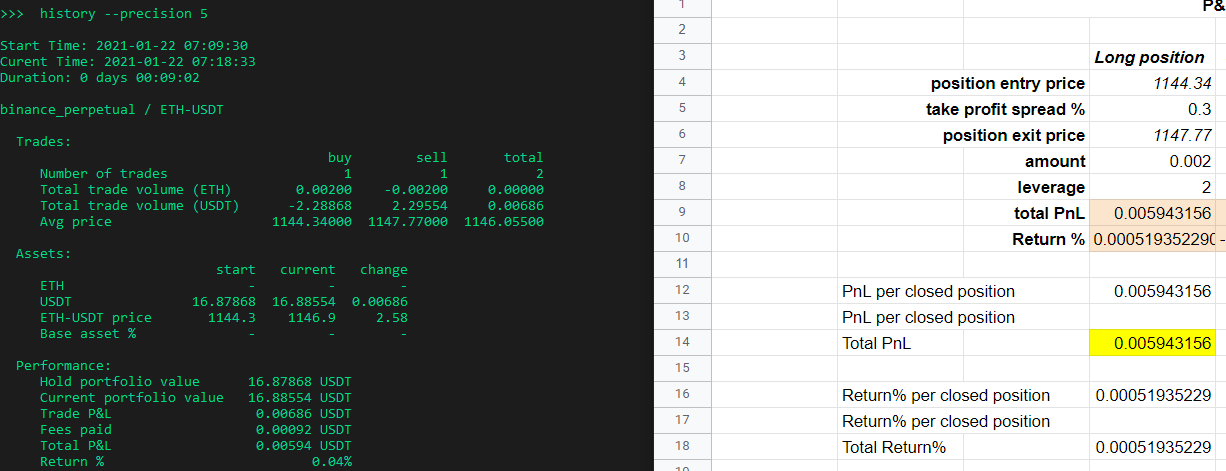 >>>  history --precision 5
Start Time: 2021-01-22 07:09:30
Curent Time: 2021-01-22 07:18:33
Duration: 0 days 00:09:02
binance_perpetual / ETH-USDT
Trades:
buy sell total
Number of trades 1 1 2
Total trade volume (ETH) 0.00200 -0.00200 0.00000
Total trade volume (USDT) -2.28868 2.29554 0.00686
Avg price 1144.34000 1147.77000 1146.05500
Assets:
start current change
ETH - - -
USDT 16.87868 16.88554 0.00686
ETH-USDT price 1144.3 1146.9 2.58
Base asset % - - -
Performance:
Hold portfolio value 16.87868 USDT
Current portfolio value 16.88554 USDT
Trade P&L 0.00686 USDT
Fees paid 0.00092 USDT
Total P&L 0.00594 USDT
Return % 0.04%
1 P&
2
3 Long position
4 position entry price 1144.34
5 take profit spread % 0.3
6 position exit price 1147.77
7 amount 0.002
8 leverage 2
9 total PnL 0.005943156
10 Return % 0.000519352290 -
11
12 PnL per closed position 0.005943156
13 PnL per closed position
14 Total PnL 0.005943156
15
16 Return% per closed position 0.00051935229
17 Return% per closed position
18 Total Return% 0.00051935229